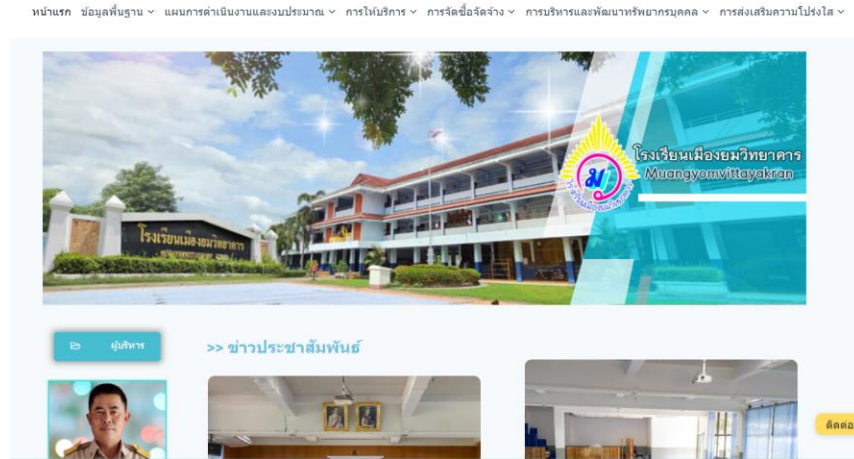 หน้าแรก ข้อมูลพื้นฐาน แผนการดำเนินงานและงบประมาณ การให้บริการ การจัดซื้อจัดจ้าง การบริหารและพัฒนาทรัพยากรบุคคล การส่งเสริมความโปร่งใส
โรงเรียนเมืองยมวิทยาคาร
Muangyomvittayakran
โรงเรียนเมืองยมวิทยาคาร
ผู้บริหาร
>> ข่าวประชาสัมพันธ์
ติดต่อ